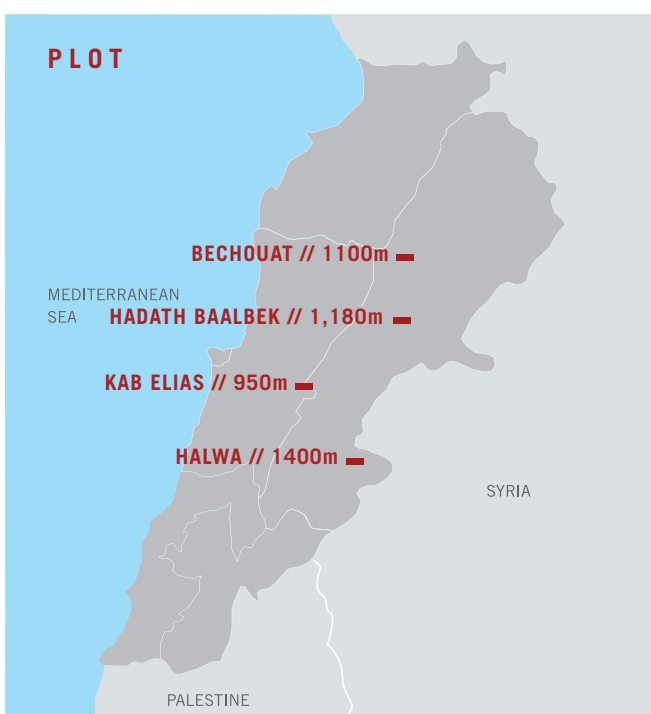 PLOT
BECHOUAT // 1100m
MEDITERRANEAN
SEA
HADATH BAALBEK // 1,180m
KAB ELIAS // 950m
HALWA // 1400m
SYRIA
PALESTINE